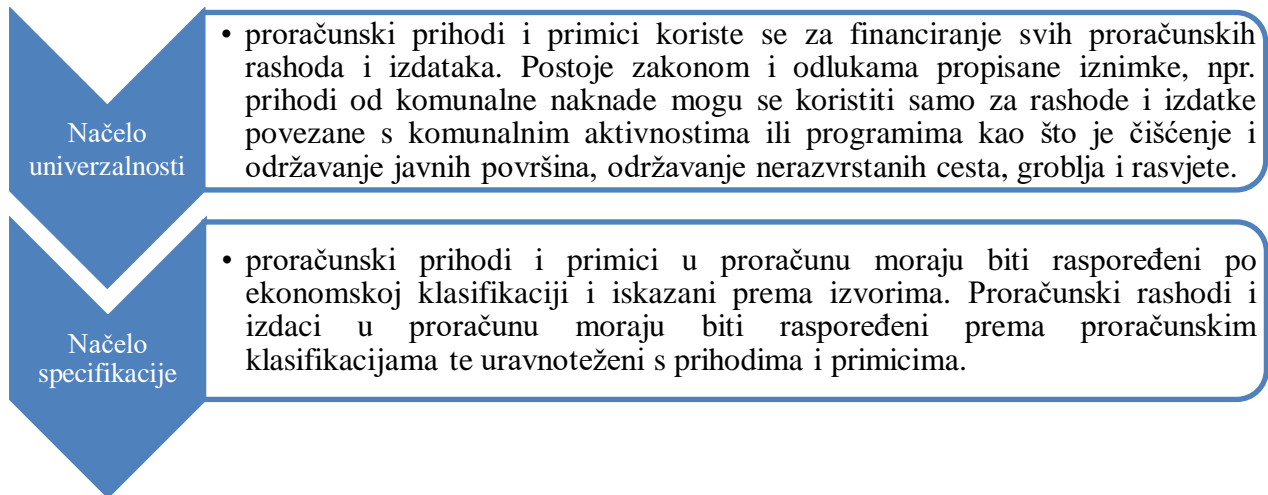 Načelo
univerzalnosti
• proračunski prihodi i primici koriste se za financiranje svih proračunskih
rashoda i izdataka. Postoje zakonom i odlukama propisane iznimke, npr.
prihodi od komunalne naknade mogu se koristiti samo za rashode i izdatke
povezane s komunalnim aktivnostima ili programima kao što je čišćenje i
održavanje javnih površina, održavanje nerazvrstanih cesta, groblja i rasvjete.
Načelo
specifikacije
• proračunski prihodi i primici u proračunu moraju biti raspoređeni po
ekonomskoj klasifikaciji i iskazani prema izvorima. Proračunski rashodi i
izdaci u proračunu moraju biti raspoređeni prema proračunskim
klasifikacijama te uravnoteženi s prihodima i primicima.